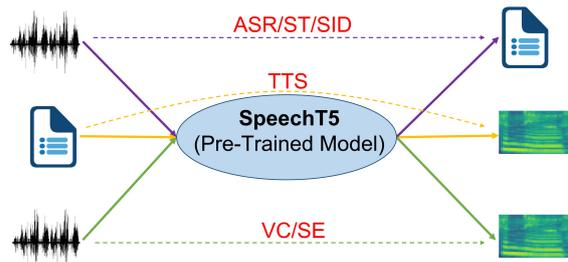 ASR/ST/SID
TTS
SpeechT5
(Pre-Trained Model)
VC/SE